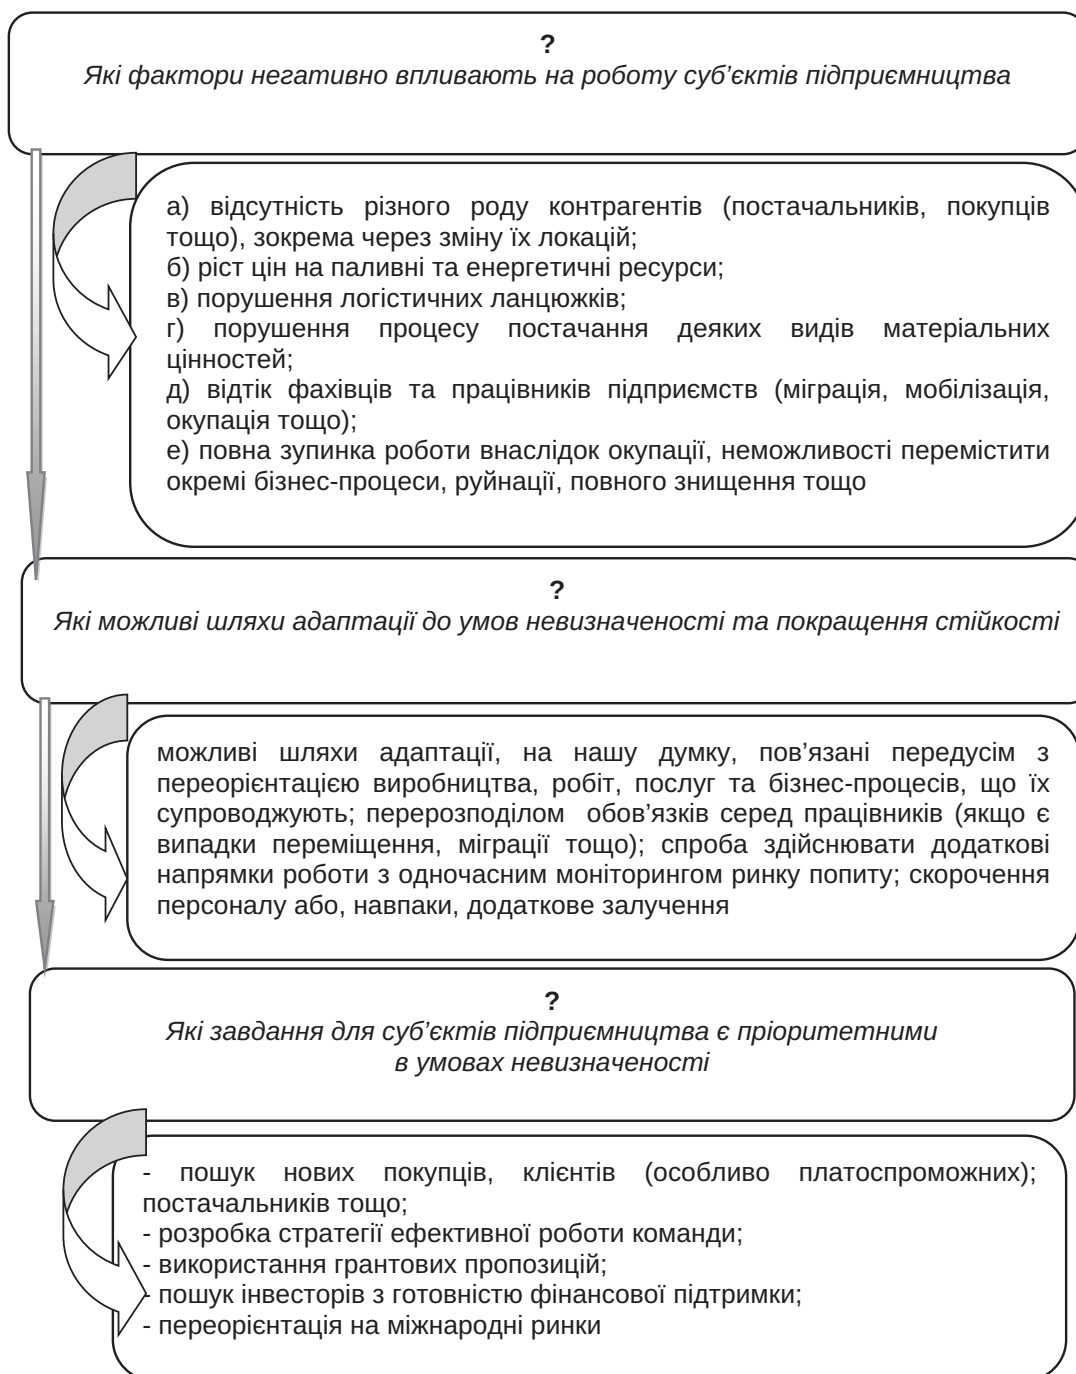 ?
Які фактори негативно впливають на роботу суб’єктів підприємництва
а) відсутність різного роду контрагентів (постачальників, покупців
тощо), зокрема через зміну їх локацій;
б) ріст цін на паливні та енергетичні ресурси;
в) порушення логістичних ланцюжків;
г) порушення процесу постачання деяких видів матеріальних
цінностей;
д) відтік фахівців та працівників підприємств (міграція, мобілізація,
окупація тощо);
е) повна зупинка роботи внаслідок окупації, неможливості перемістити
окремі бізнес-процеси, руйнації, повного знищення тощо
?
Які можливі шляхи адаптації до умов невизначеності та покращення стійкості
можливі шляхи адаптації, на нашу думку, пов’язані передусім з
переорієнтацією виробництва, робіт, послуг та бізнес-процесів, що їх
супроводжують; перерозподілом обов’язків серед працівників (якщо є
випадки переміщення, міграції тощо); спроба здійснювати додаткові
напрямки роботи з одночасним моніторингом ринку попиту; скорочення
персоналу або, навпаки, додаткове залучення
?
Які завдання для суб’єктів підприємництва є пріоритетними
в умовах невизначеності
- пошук нових покупців, клієнтів (особливо платоспроможних);
постачальників тощо;
- розробка стратегії ефективної роботи команди;
- використання грантових пропозицій;
- пошук інвесторів з готовністю фінансової підтримки;
- переорієнтація на міжнародні ринки